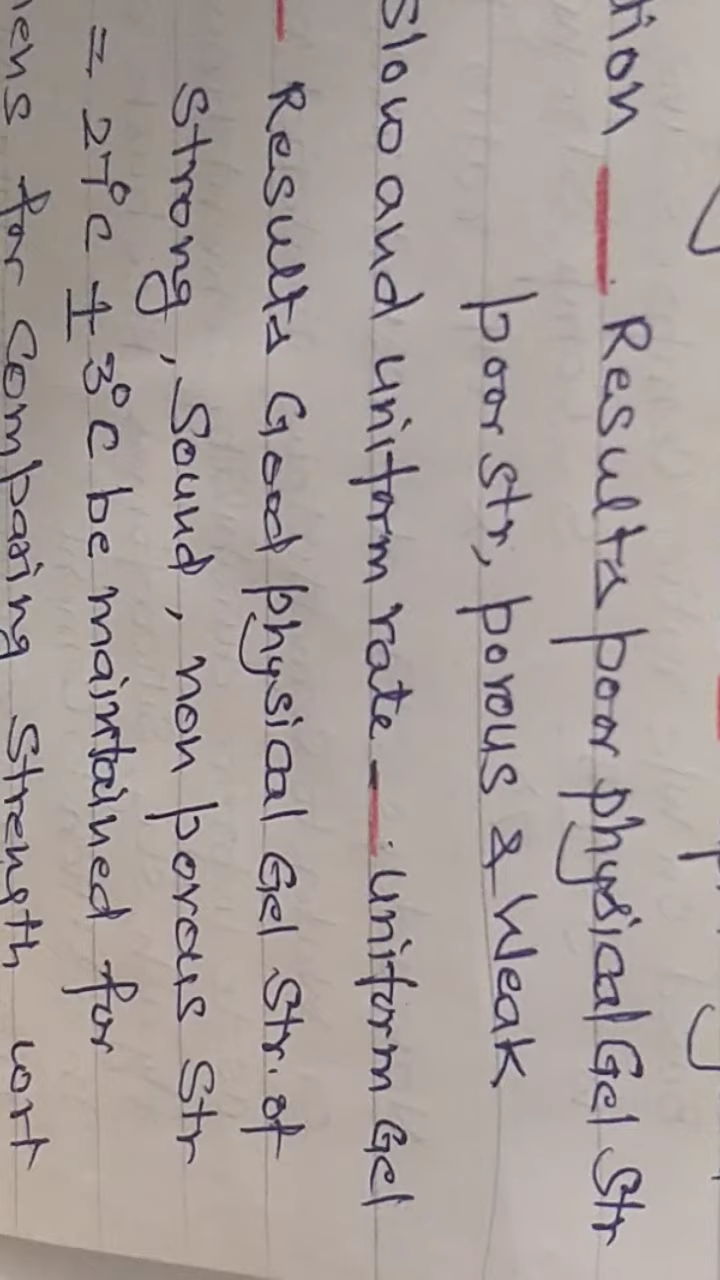 tion — Results poor physical Gel Str
poor str, porous & Weak
Slow and uniform rate — uniform Gel
— Results Good physical Gel Str. of
Strong, Sound, non porous Str
= 27°c ± 3°c be maintained for
mens for Comparing Strength wrt